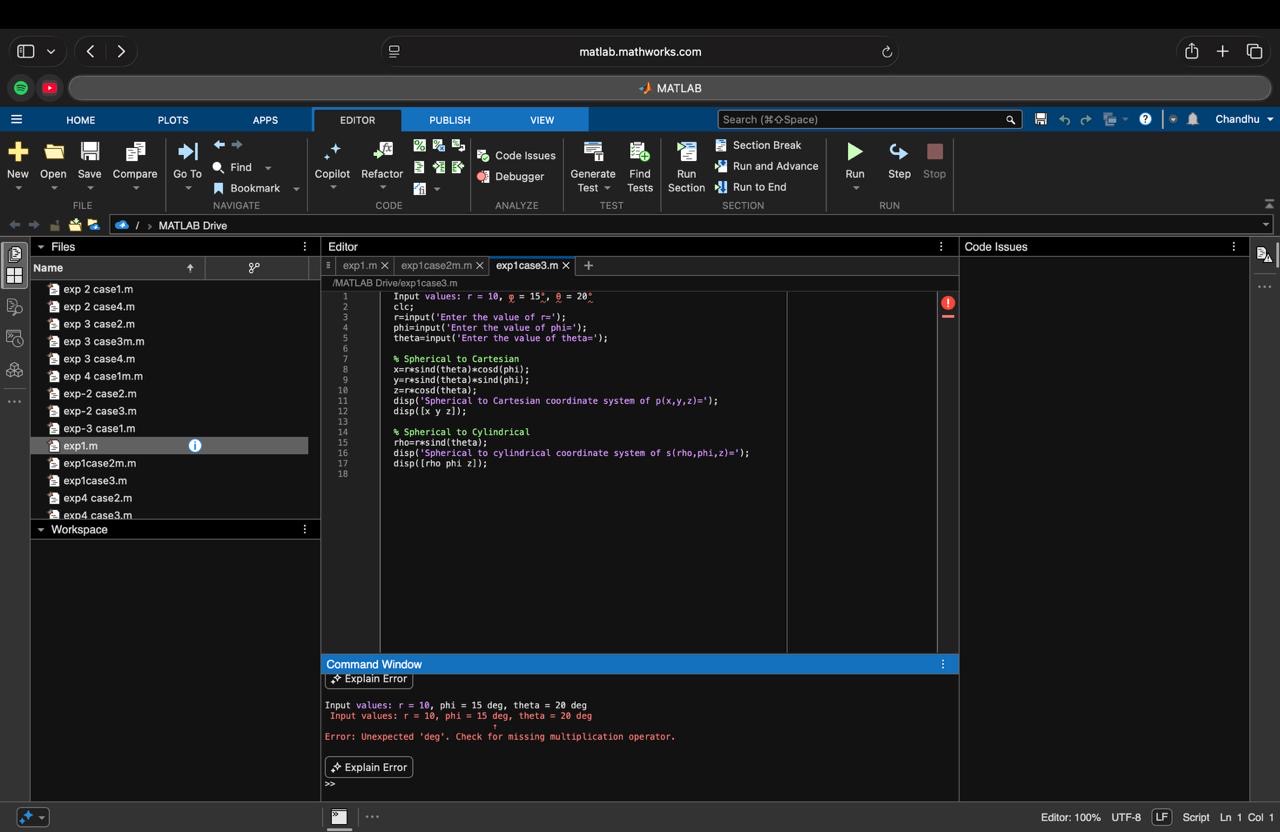 matlab.mathworks.com
MATLAB
HOME PLOTS APPS EDITOR PUBLISH VIEW Search (⌘⇧Space) Chandhu
New Open Save Compare Go To Find Bookmark Copilot Refactor Code Issues Debugger Generate Test Find Tests Run Section Section Break Run and Advance Run to End Run Step Stop
FILE NAVIGATE CODE ANALYZE TEST SECTION RUN
/ › MATLAB Drive
Files
Name
exp 2 case1.m
exp 2 case4.m
exp 3 case2.m
exp 3 case3m.m
exp 3 case4.m
exp 4 case1m.m
exp-2 case2.m
exp-2 case3.m
exp-3 case1.m
exp1.m
exp1case2m.m
exp1case3.m
exp4 case2.m
exp4 case3.m
Workspace
Editor
exp1.m exp1case2m.m exp1case3.m
/MATLAB Drive/exp1case3.m
1 Input values: r = 10, φ = 15°, θ = 20°
2 clc;
3 r=input('Enter the value of r=');
4 phi=input('Enter the value of phi=');
5 theta=input('Enter the value of theta=');
6
7 % Spherical to Cartesian
8 x=r*sind(theta)*cosd(phi);
9 y=r*sind(theta)*sind(phi);
10 z=r*cosd(theta);
11 disp('Spherical to Cartesian coordinate system of p(x,y,z)=');
12 disp([x y z]);
13
14 % Spherical to Cylindrical
15 rho=r*sind(theta);
16 disp('Spherical to cylindrical coordinate system of s(rho,phi,z)=');
17 disp([rho phi z]);
18
Command Window
Explain Error
Input values: r = 10, phi = 15 deg, theta = 20 deg
Input values: r = 10, phi = 15 deg, theta = 20 deg
↑
Error: Unexpected 'deg'. Check for missing multiplication operator.
Explain Error
>>
Code Issues
Editor: 100% UTF-8 LF Script Ln 1 Col 1